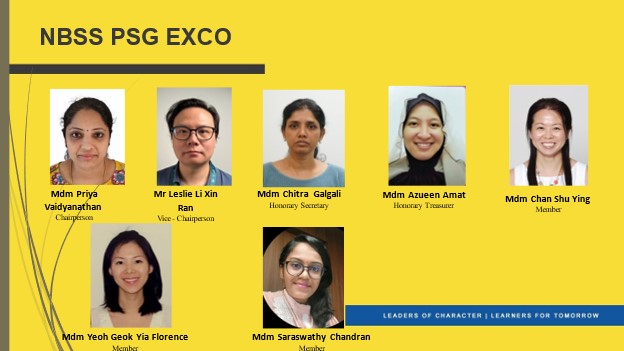 NBSS PSG EXCO
Mdm Priya
Vaidyanathan
Chairperson
Mr Leslie Li Xin
Ran
Vice - Chairperson
Mdm Chitra Galgali
Honorary Secretary
Mdm Azueen Amat
Honorary Treasurer
Mdm Chan Shu Ying
Member
Mdm Yeoh Geok Yia Florence
Member
Mdm Saraswathy Chandran
Member
LEADERS OF CHARACTER | LEARNERS FOR TOMORROW